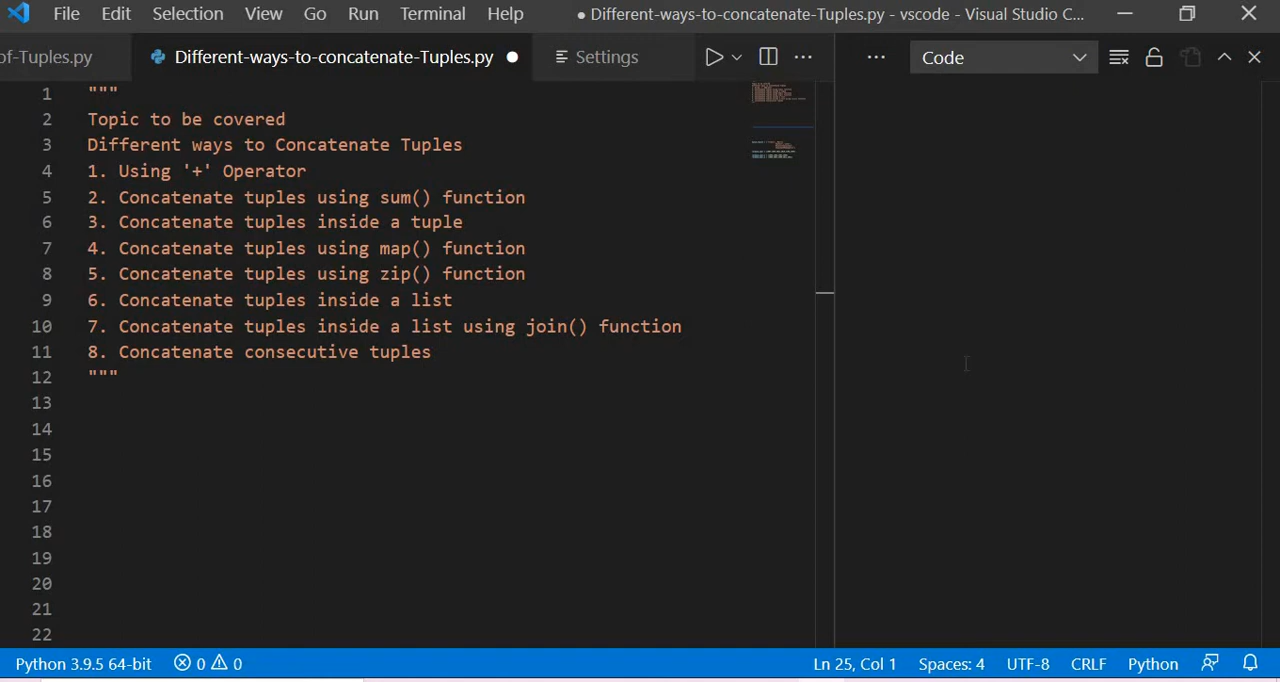 File Edit Selection View Go Run Terminal Help ● Different-ways-to-concatenate-Tuples.py - vscode - Visual Studio C...
of-Tuples.py Different-ways-to-concatenate-Tuples.py ● Settings ... ... Code
1 """
2 Topic to be covered
3 Different ways to Concatenate Tuples
4 1. Using '+' Operator
5 2. Concatenate tuples using sum() function
6 3. Concatenate tuples inside a tuple
7 4. Concatenate tuples using map() function
8 5. Concatenate tuples using zip() function
9 6. Concatenate tuples inside a list
10 7. Concatenate tuples inside a list using join() function
11 8. Concatenate consecutive tuples
12 """
13
14
15
16
17
18
19
20
21
22
Python 3.9.5 64-bit 0 0 Ln 25, Col 1 Spaces: 4 UTF-8 CRLF Python